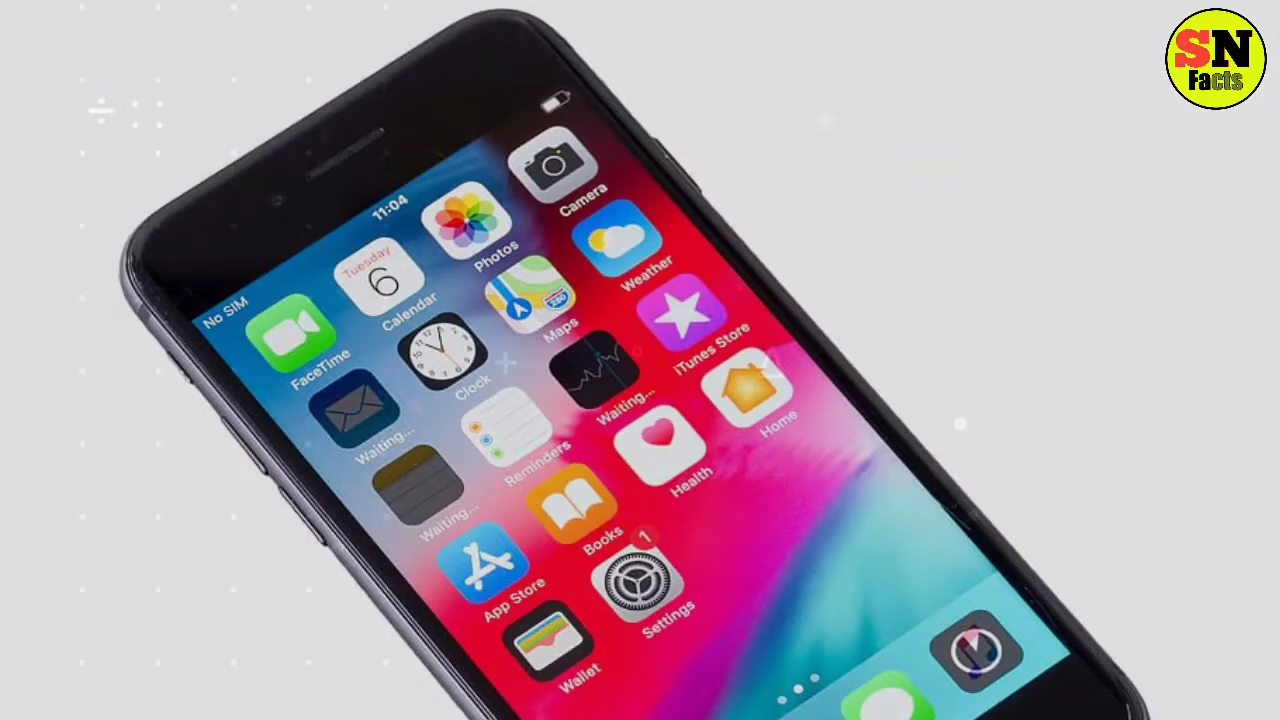 SN
Facts
No SIM
11:04
FaceTime
Tuesday
6
Calendar
Photos
Camera
Waiting...
Clock
Maps
280
Weather
Waiting...
Reminders
Waiting...
iTunes Store
App Store
Books
Health
Home
Wallet
1
Settings